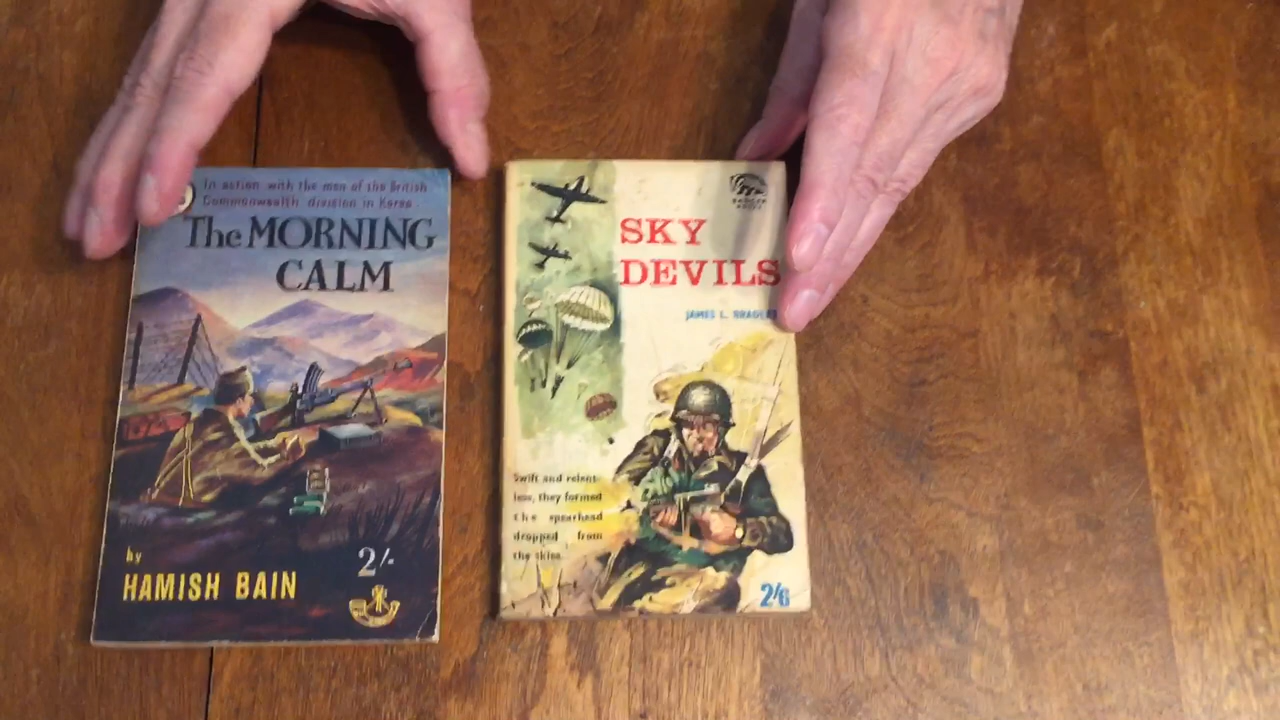 In action with the men of the British
Commonwealth division in Korea.
The MORNING
CALM
2/-
by
HAMISH BAIN
SKY
DEVILS
JAMES L.
Swift and relent-
less, they formed
the spearhead
dropped from
the skies.
2/6